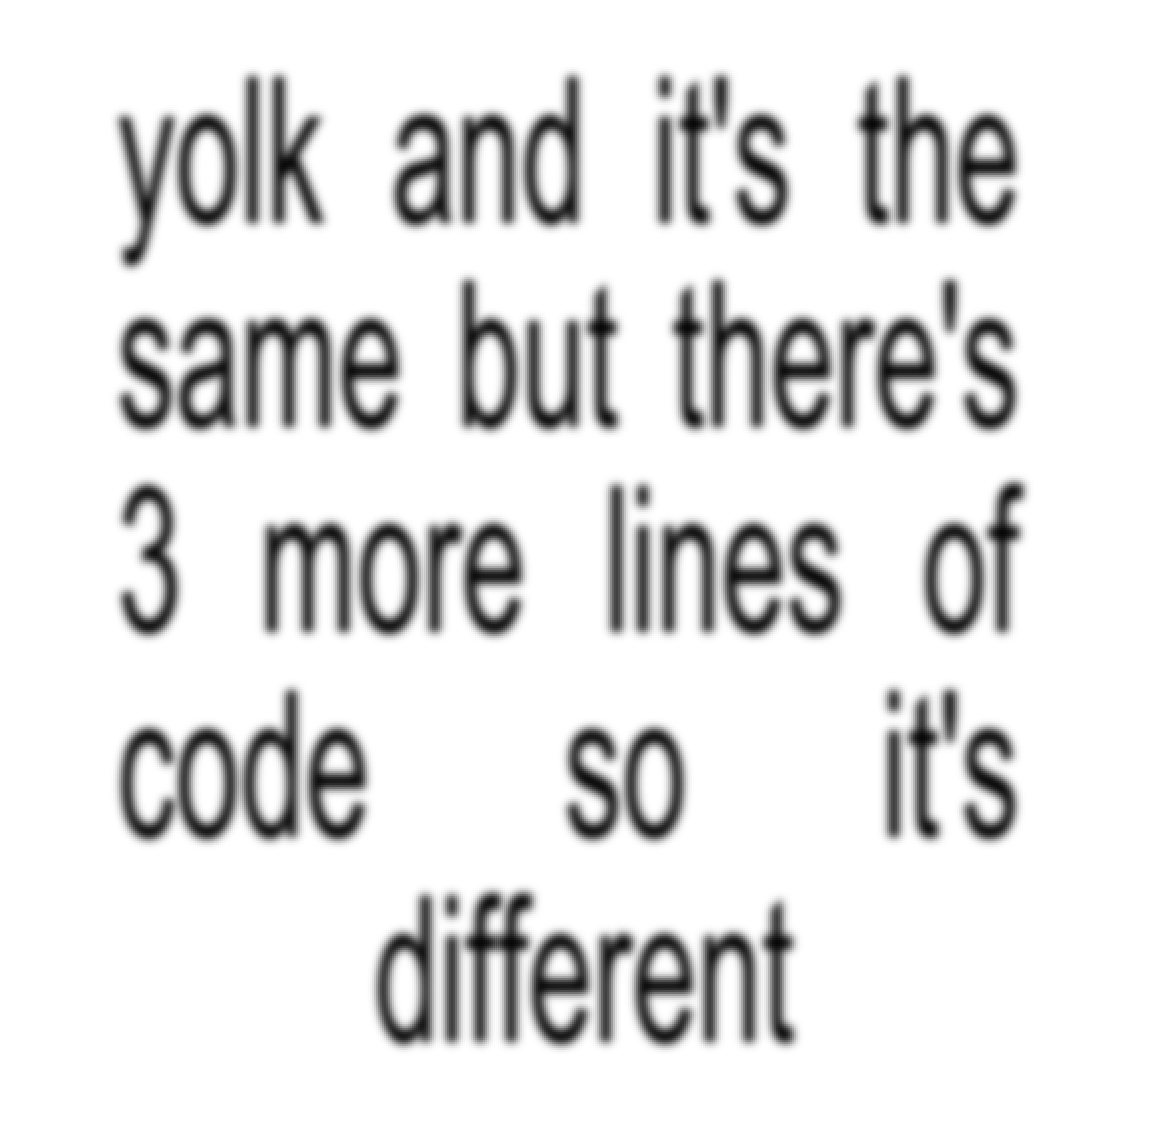 yolk and it's the
same but there's
3 more lines of
code so it's
different